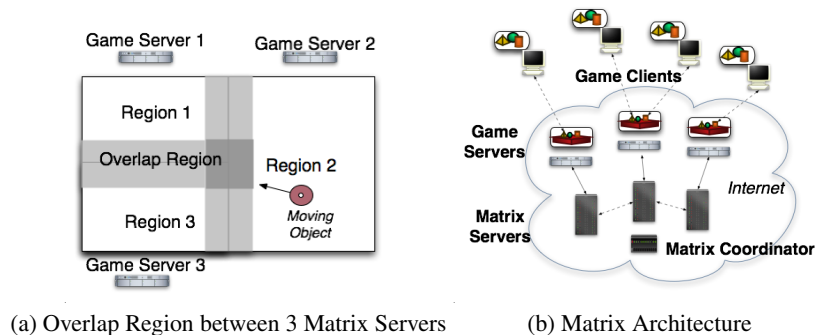 Game Server 1
Game Server 2
Region 1
Overlap Region
Region 2
Moving
Object
Region 3
Game Server 3
(a) Overlap Region between 3 Matrix Servers
Game Clients
Game
Servers
Internet
Matrix
Servers
Matrix Coordinator
(b) Matrix Architecture